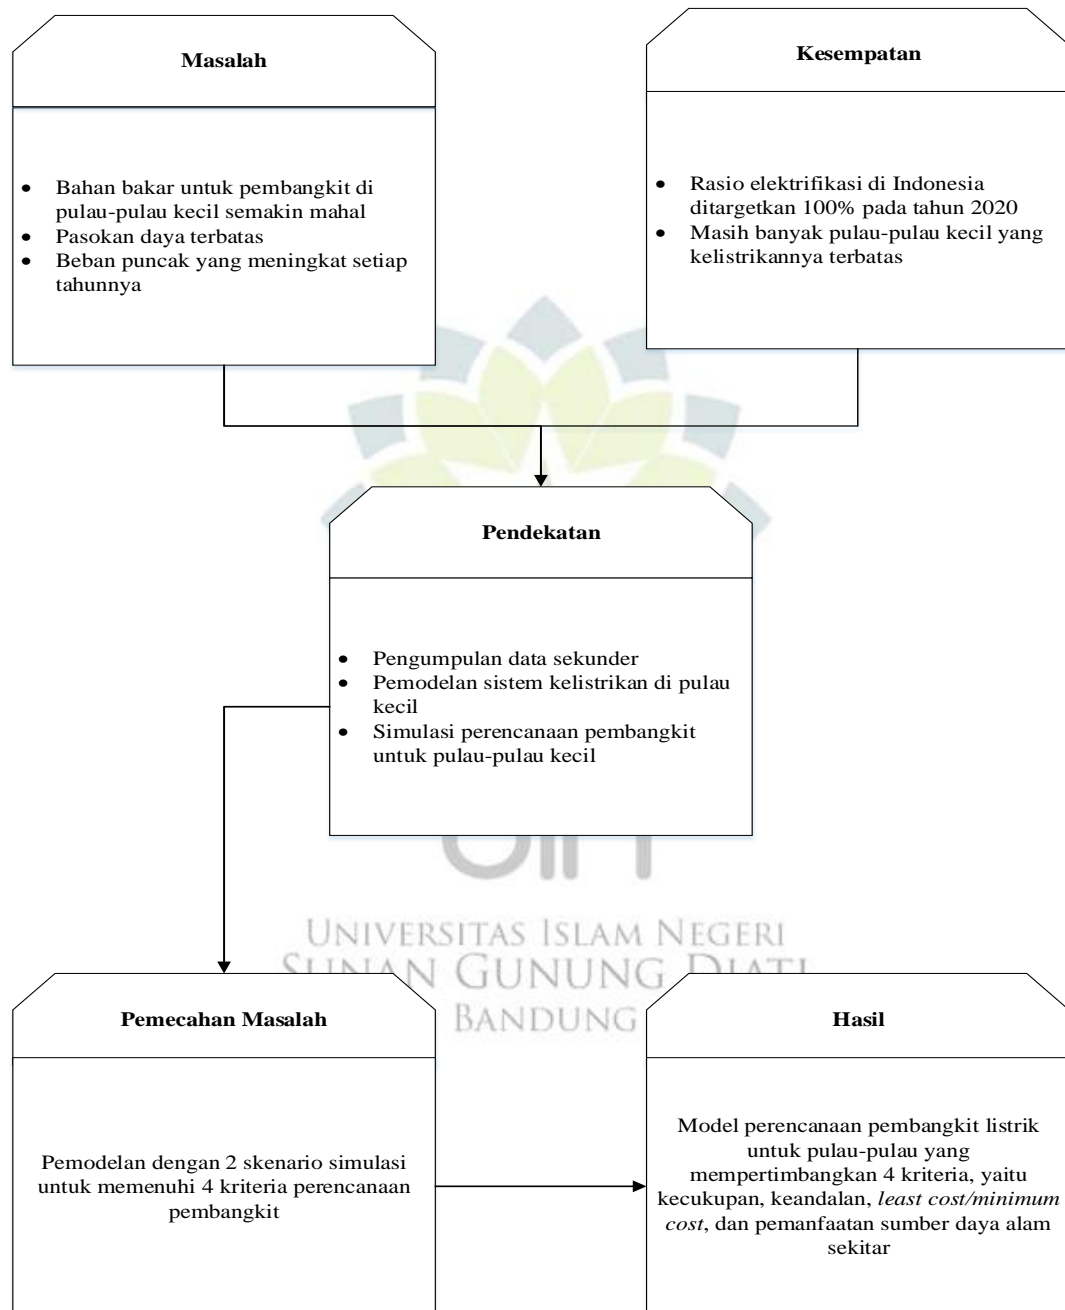 Masalah
• Bahan bakar untuk pembangkit di
pulau-pulau kecil semakin mahal
• Pasokan daya terbatas
• Beban puncak yang meningkat setiap
tahunnya
Kesempatan
• Rasio elektrifikasi di Indonesia
ditargetkan 100% pada tahun 2020
• Masih banyak pulau-pulau kecil yang
kelistrikannya terbatas
Pendekatan
• Pengumpulan data sekunder
• Pemodelan sistem kelistrikan di pulau
kecil
• Simulasi perencanaan pembangkit
untuk pulau-pulau kecil
UNIVERSITAS ISLAM NEGERI
SUNAN GUNUNG DJATI
BANDUNG
Pemecahan Masalah
Pemodelan dengan 2 skenario simulasi
untuk memenuhi 4 kriteria perencanaan
pembangkit
Hasil
Model perencanaan pembangkit listrik
untuk pulau-pulau yang
mempertimbangkan 4 kriteria, yaitu
kecukupan, keandalan, least cost/minimum
cost, dan pemanfaatan sumber daya alam
sekitar